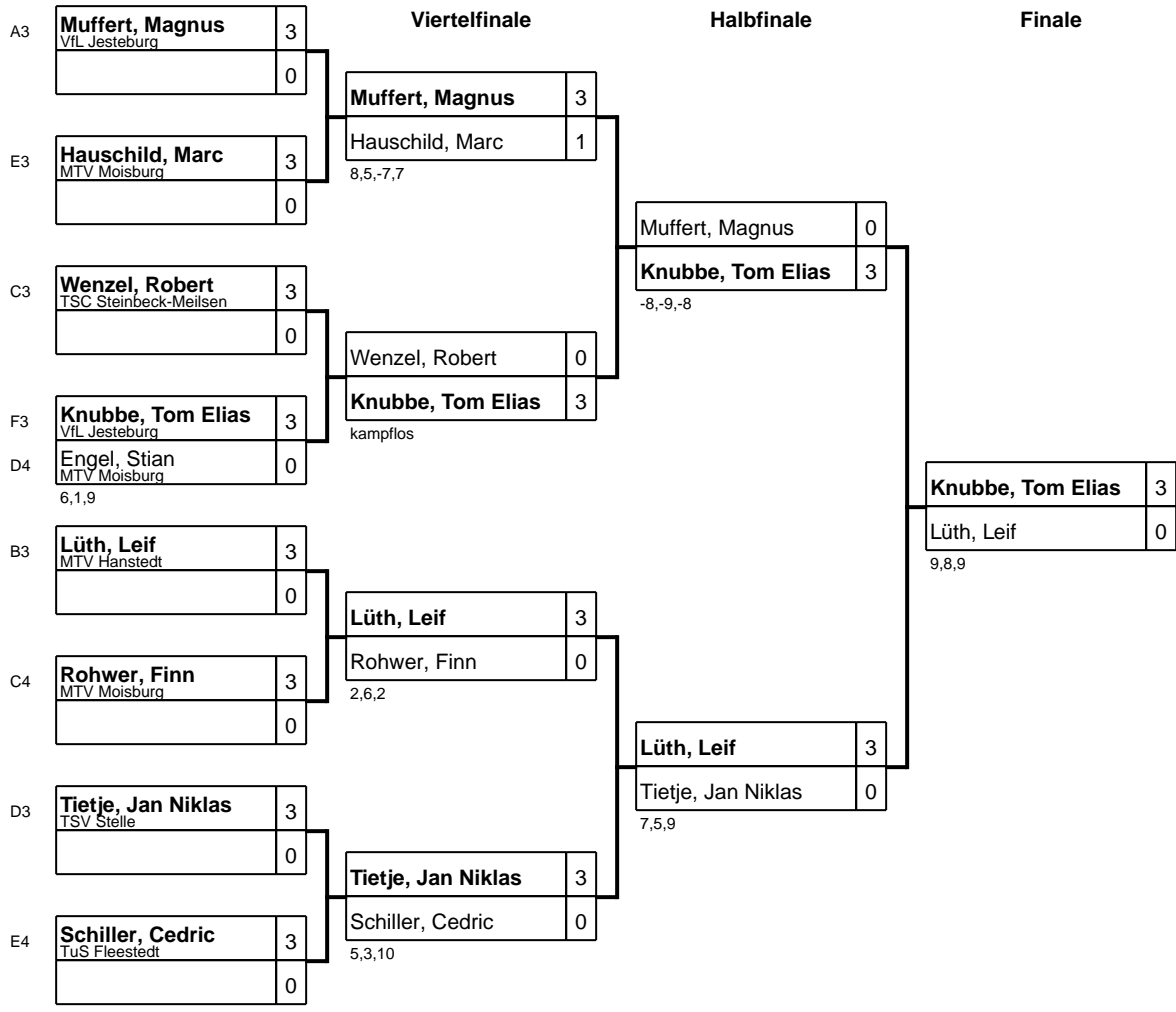 Viertelfinale
Halbfinale
Finale
A3
Muffert, Magnus 3
VfL Jesteburg
0
E3
Hauschild, Marc 3
MTV Moisburg
0
C3
Wenzel, Robert 3
TSC Steinbeck-Meilsen
0
F3
Knubbe, Tom Elias 3
VfL Jesteburg
D4
Engel, Stian 0
MTV Moisburg
6,1,9
B3
Lüth, Leif 3
MTV Hanstedt
0
C4
Rohwer, Finn 3
MTV Moisburg
0
D3
Tietje, Jan Niklas 3
TSV Stelle
0
E4
Schiller, Cedric 3
TuS Fleestedt
0
Muffert, Magnus 3
Hauschild, Marc 1
8,5,-7,7
Wenzel, Robert 0
Knubbe, Tom Elias 3
kampflos
Lüth, Leif 3
Rohwer, Finn 0
2,6,2
Tietje, Jan Niklas 3
Schiller, Cedric 0
5,3,10
Muffert, Magnus 0
Knubbe, Tom Elias 3
-8,-9,-8
Lüth, Leif 3
Tietje, Jan Niklas 0
7,5,9
Knubbe, Tom Elias 3
Lüth, Leif 0
9,8,9